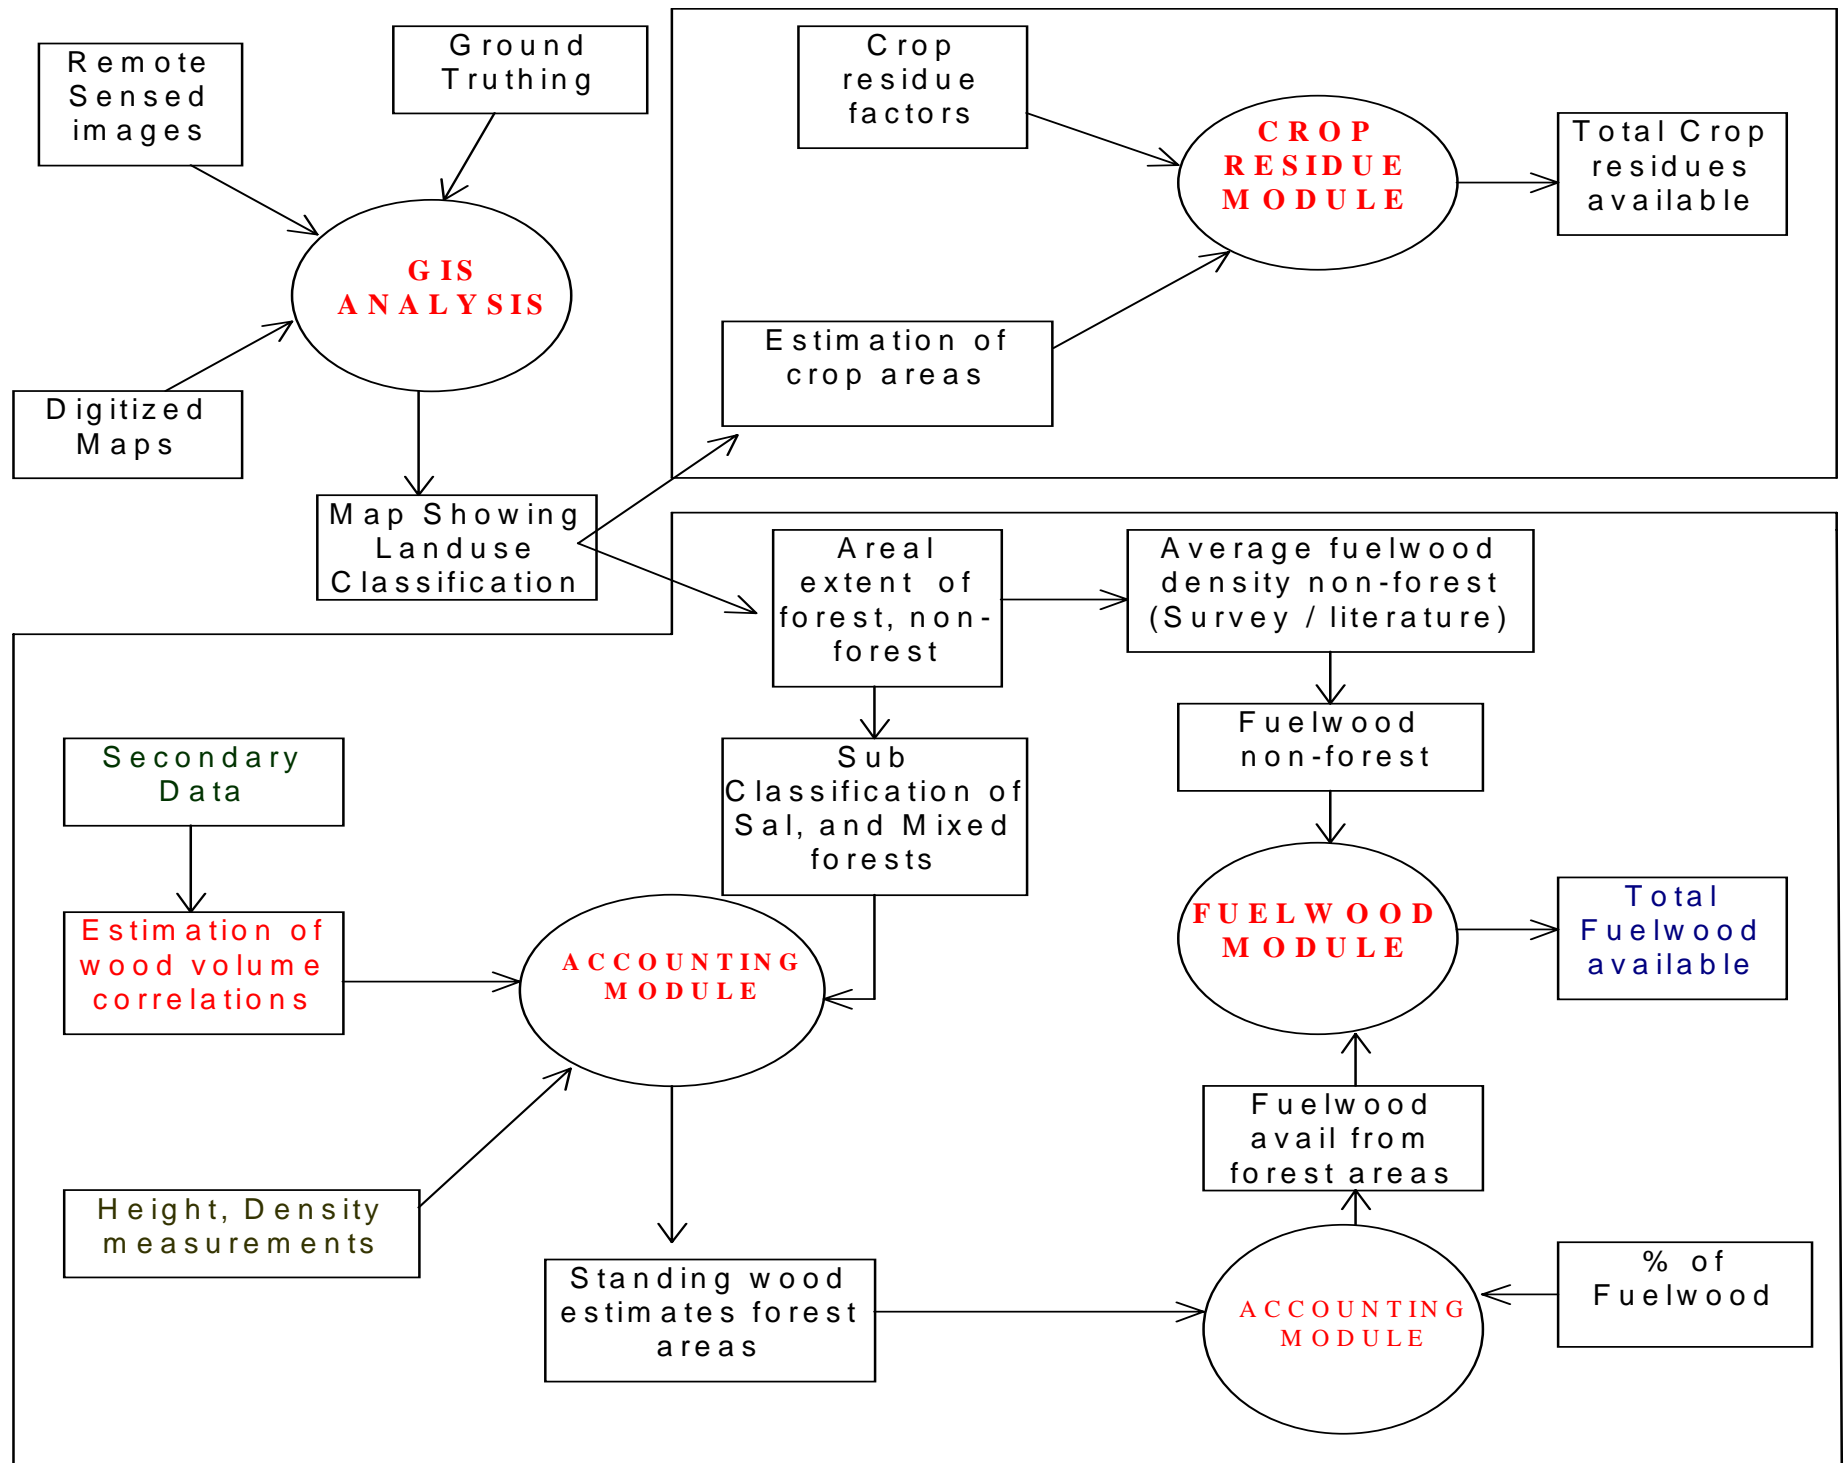 Remote
Sensed
images
Ground
Truthing
GIS
ANALYSIS
Digitized
Maps
Map Showing
Landuse
Classification
Crop
residue
factors
CROP
RESIDUE
MODULE
Total Crop
residues
available
Estimation of
crop areas
Areal
extent of
forest, non-
forest
Average fuelwood
density non-forest
(Survey / literature)
Fuelwood
non-forest
Secondary
Data
Sub
Classification of
Sal, and Mixed
forests
Estimation of
wood volume
correlations
ACCOUNTING
MODULE
FUELWOOD
MODULE
Total
Fuelwood
available
Fuelwood
avail from
forest areas
Height, Density
measurements
Standing wood
estimates forest
areas
ACCOUNTING
MODULE
% of
Fuelwood